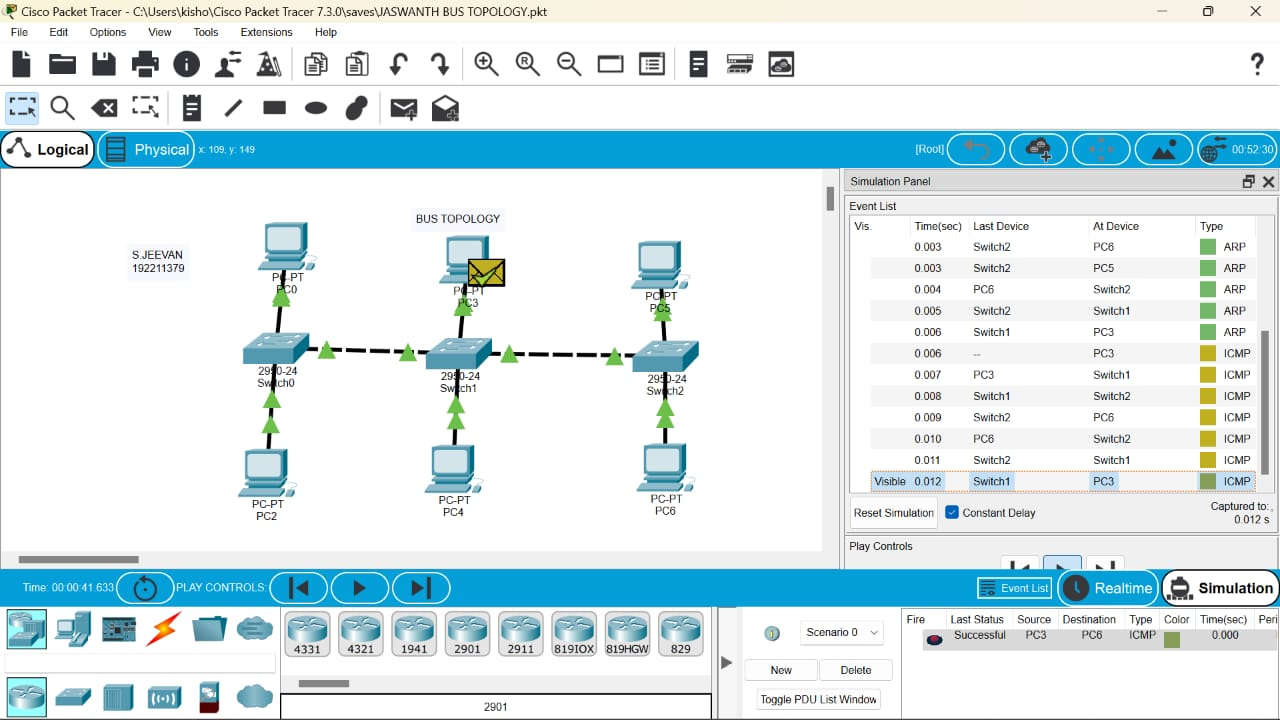 Cisco Packet Tracer - C:\Users\kisho\Cisco Packet Tracer 7.3.0\saves\JASWANTH BUS TOPOLOGY.pkt
File Edit Options View Tools Extensions Help
Logical Physical x: 109, y: 149 [Root] 00:52:30
BUS TOPOLOGY
S.JEEVAN
192211379
PC-PT
PC0
PC-PT
PC3
PC-PT
PC5
2950-24
Switch0
2950-24
Switch1
2950-24
Switch2
PC-PT
PC2
PC-PT
PC4
PC-PT
PC6
Simulation Panel
Event List
Vis. Time(sec) Last Device At Device Type
0.003 Switch2 PC6 ARP
0.003 Switch2 PC5 ARP
0.004 PC6 Switch2 ARP
0.005 Switch2 Switch1 ARP
0.006 Switch1 PC3 ARP
0.006 -- PC3 ICMP
0.007 PC3 Switch1 ICMP
0.008 Switch1 Switch2 ICMP
0.009 Switch2 PC6 ICMP
0.010 PC6 Switch2 ICMP
0.011 Switch2 Switch1 ICMP
Visible 0.012 Switch1 PC3 ICMP
Reset Simulation Constant Delay Captured to:
0.012 s
Play Controls
Time: 00:00:41.633 PLAY CONTROLS: Event List Realtime Simulation
4331 4321 1941 2901 2911 819IOX 819HGW 829
2901
Scenario 0
New Delete
Toggle PDU List Window
Fire Last Status Source Destination Type Color Time(sec) Peri
Successful PC3 PC6 ICMP 0.000